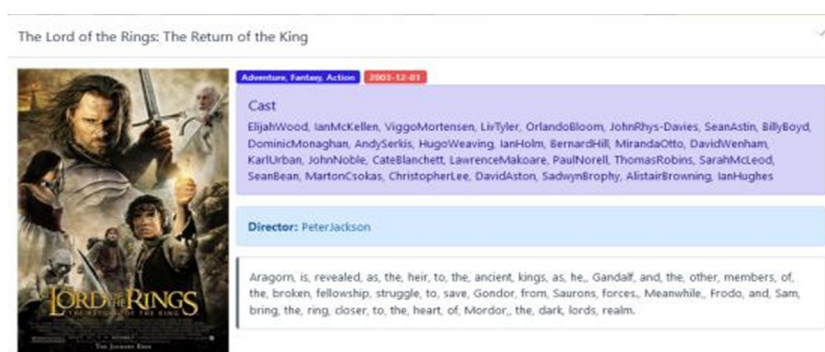 The Lord of the Rings: The Return of the King
Adventure, Fantasy, Action 2003-12-01
Cast
ElijahWood, IanMcKellen, ViggoMortensen, LivTyler, OrlandoBloom, JohnRhys-Davies, SeanAstin, BillyBoyd,
DominicMonaghan, AndySerkis, HugoWeaving, IanHolm, BernardHill, MirandaOtto, DavidWenham,
KarlUrban, JohnNoble, CateBlanchett, LawrenceMakoare, PaulNorell, ThomasRobins, SarahMcLeod,
SeanBean, MartonCsokas, ChristopherLee, DavidAston, SadwynBrophy, AlistairBrowning, IanHughes
Director: PeterJackson
Aragorn, is, revealed, as, the, heir, to, the, ancient, kings, as, he,, Gandalf, and, the, other, members, of,
the, broken, fellowship, struggle, to, save, Gondor, from, Saurons, forces,, Meanwhile,, Frodo, and, Sam,
bring, the, ring, closer, to, the, heart, of, Mordor,, the, dark, lords, realm.
THE LORD OF THE RINGS
THE RETURN OF THE KING
The Journey Ends